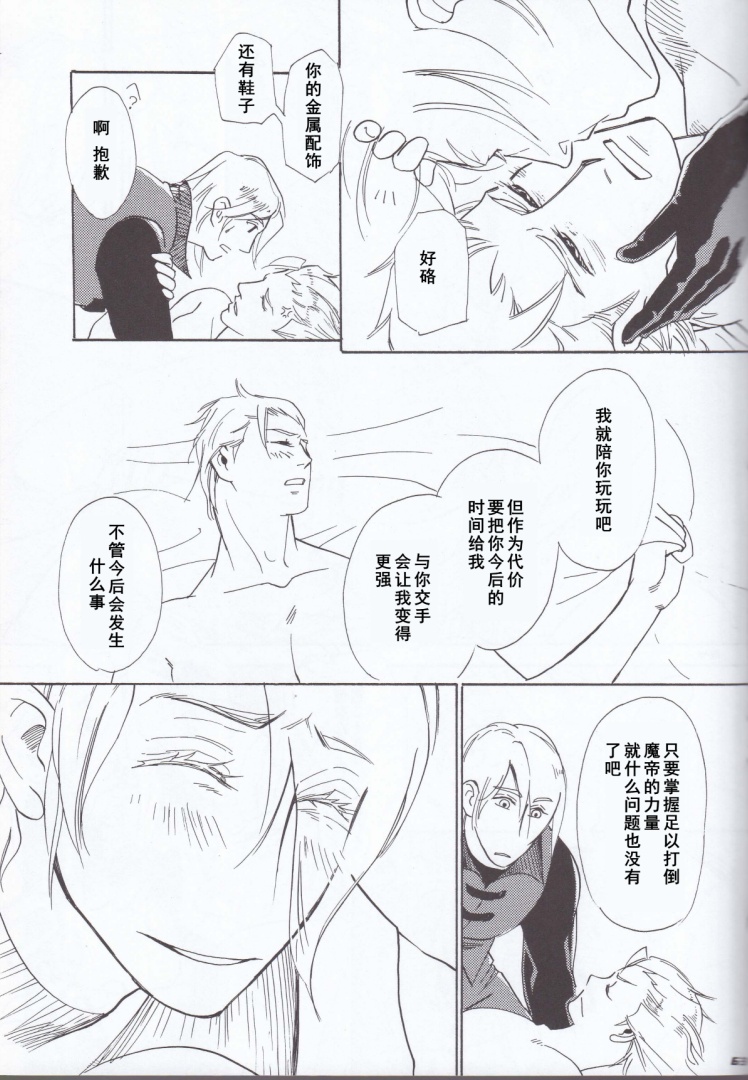 好硌
你的金属配饰
还有鞋子
?
啊 抱歉
我就陪你玩玩吧
但作为代价
要把你今后的
时间给我
与你交手
会让我变得
更强
不管今后会发生
什么事
只要掌握足以打倒
魔帝的力量
就什么问题也没有
了吧